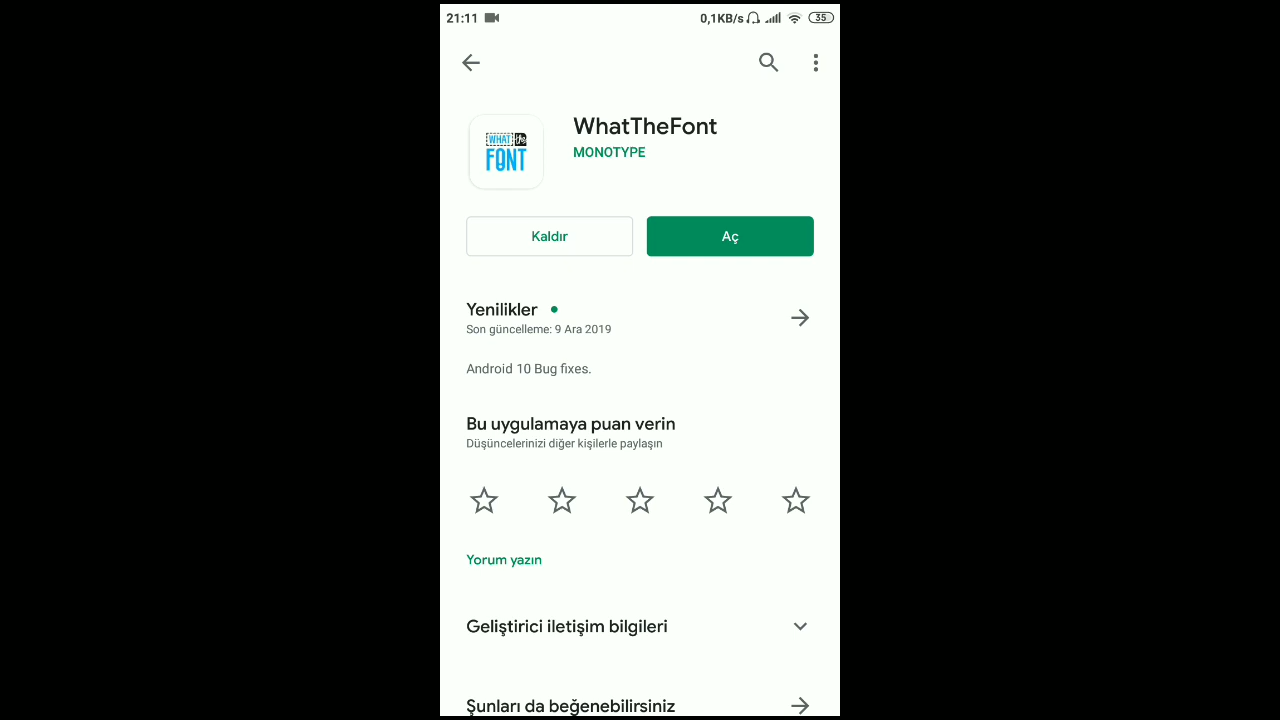 21:11 0,1KB/s 35
WhatTheFont
MONOTYPE
WHAT the
FONT
Kaldır Aç
Yenilikler
Son güncelleme: 9 Ara 2019
Android 10 Bug fixes.
Bu uygulamaya puan verin
Düşüncelerinizi diğer kişilerle paylaşın
Yorum yazın
Geliştirici iletişim bilgileri
Şunları da beğenebilirsiniz